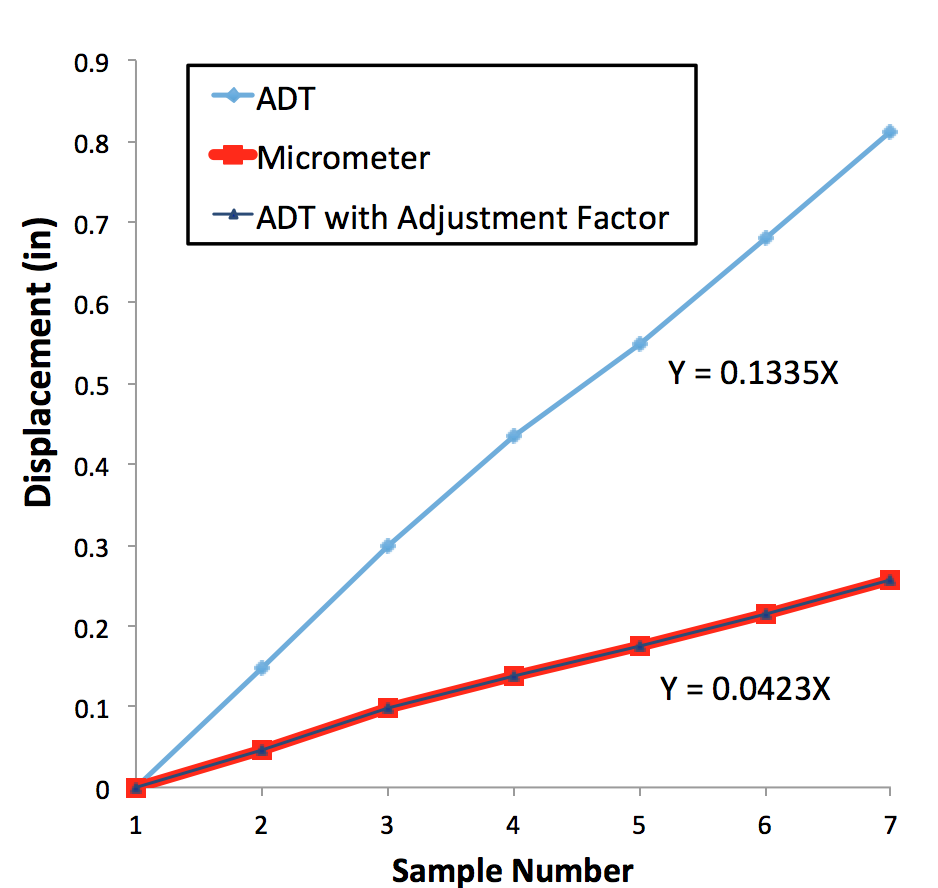 0.9
0.8
0.7
0.6
0.5
0.4
0.3
0.2
0.1
0
Displacement (in)
ADT
Micrometer
ADT with Adjustment Factor
Y = 0.1335X
Y = 0.0423X
1 2 3 4 5 6 7
Sample Number